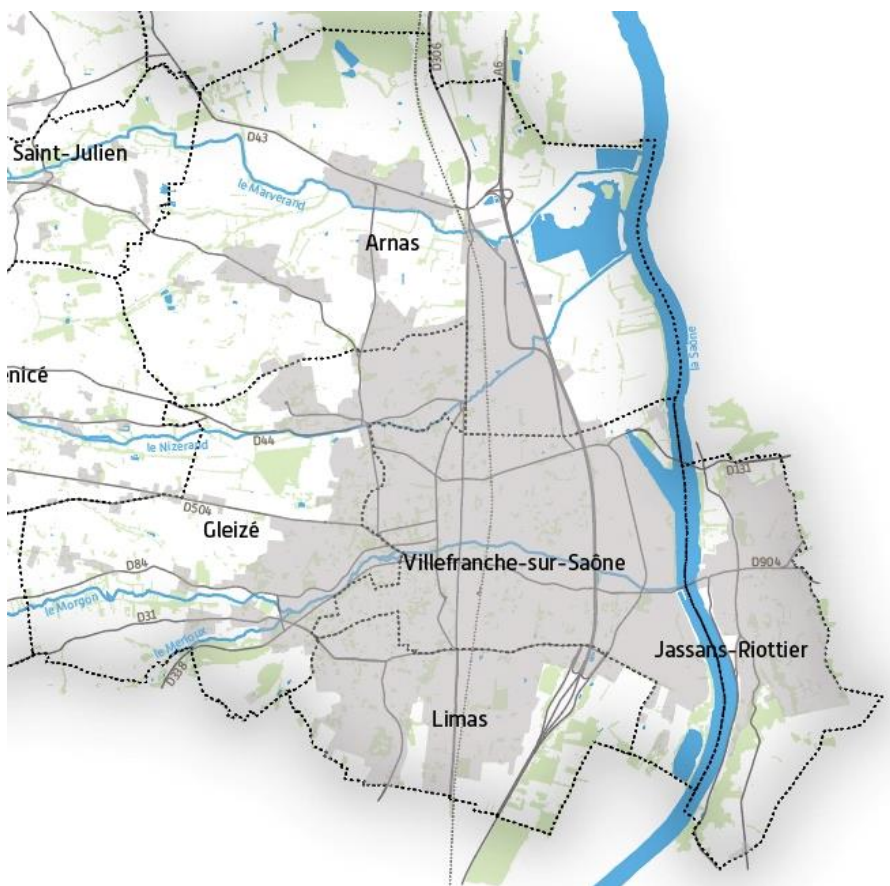 D306
A6
D43
Saint-Julien
le Marverand
Arnas
la Saône
nicé
le Nizerand
D44
D131
D504
Gleizé
D84
Villefranche-sur-Saône
D904
le Morgon
D31
le Merloux
Jassans-Riottier
D338
Limas